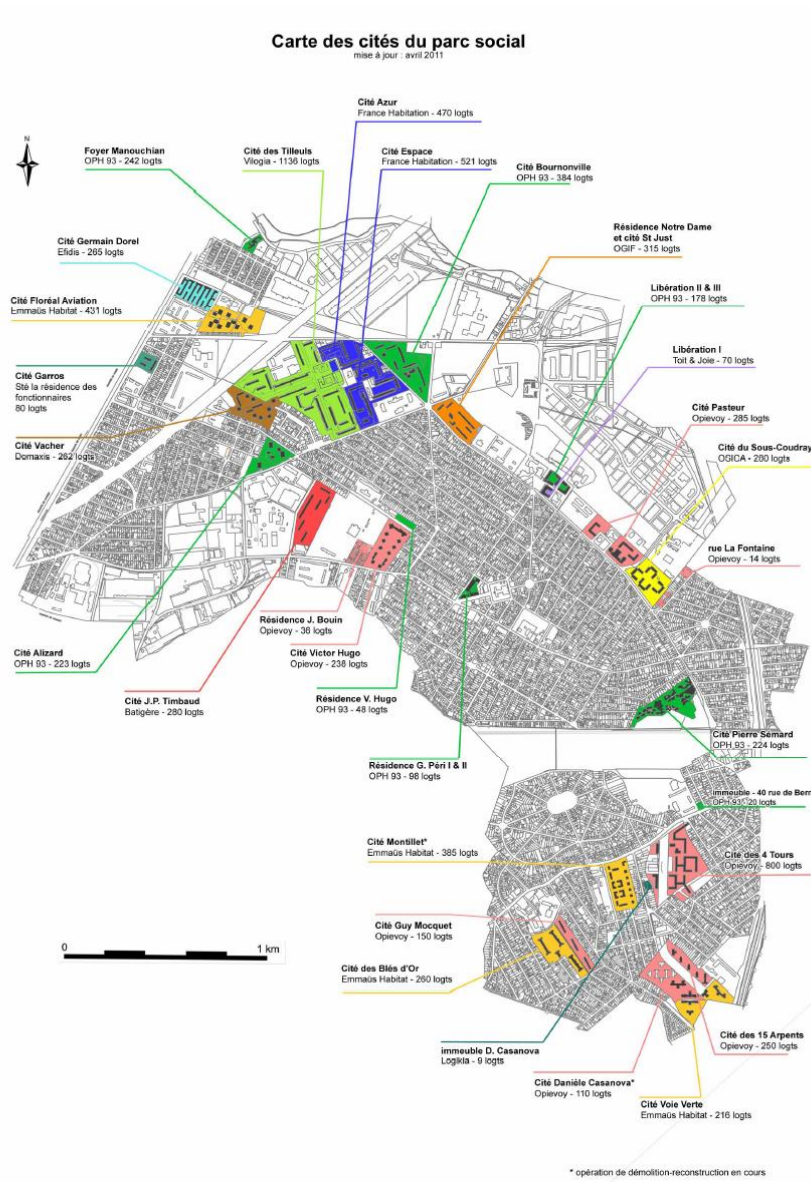 Carte des cités du parc social
mise à jour : avril 2011
Cité Azur
France Habitation - 470 logts
N
Foyer Manouchian
OPH 93 - 242 logts
Cité des Tilleuls
Vilogia - 1136 logts
Cité Espace
France Habitation - 521 logts
Cité Bournonville
OPH 93 - 384 logts
Résidence Notre Dame
et cité St Just
OGIF - 315 logts
Cité Germain Dorel
Efidis - 265 logts
Libération II & III
OPH 93 - 178 logts
Cité Floréal Aviation
Emmaüs Habitat - 431 logts
Libération I
Toit & Joie - 70 logts
Cité Garros
Sté la résidence des
fonctionnaires
80 logts
Cité Pasteur
Opievoy - 285 logts
Cité Vacher
Domaxis - 262 logts
Cité du Sous-Coudray
OGICA - 280 logts
rue La Fontaine
Opievoy - 14 logts
Résidence J. Bouin
Opievoy - 36 logts
Cité Alizard
OPH 93 - 223 logts
Cité Victor Hugo
Opievoy - 238 logts
Cité J.P. Timbaud
Batigère - 280 logts
Résidence V. Hugo
OPH 93 - 48 logts
Cité Pierre Sémard
OPH 93 - 224 logts
Résidence G. Péri I & II
OPH 93 - 98 logts
immeuble - 40 rue de Bern
OPH 93 - 20 logts
Cité Montillet*
Emmaüs Habitat - 385 logts
Cité des 4 Tours
Opievoy - 800 logts
Cité Guy Mocquet
Opievoy - 150 logts
0 1 km
Cité des Blés d'Or
Emmaüs Habitat - 260 logts
Cité des 15 Arpents
Opievoy - 250 logts
immeuble D. Casanova
Logikia - 9 logts
Cité Danièle Casanova*
Opievoy - 110 logts
Cité Voie Verte
Emmaüs Habitat - 216 logts
* opération de démolition-reconstruction en cours